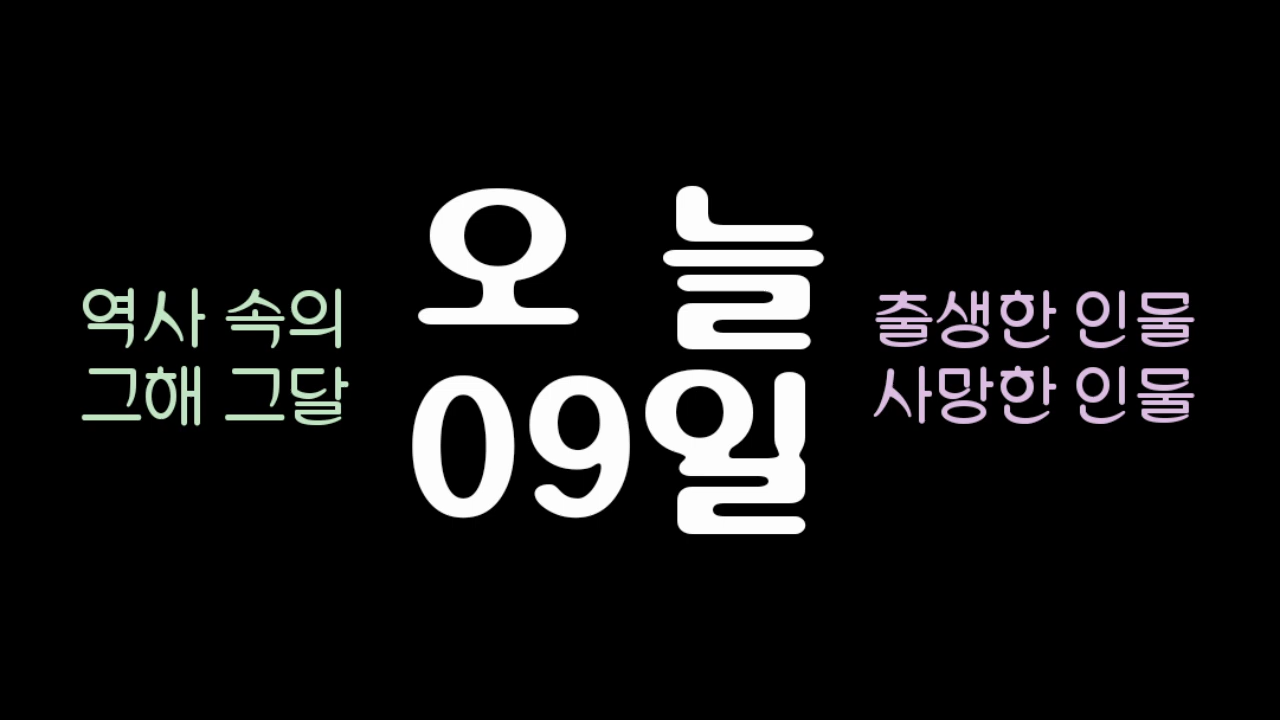 역사 속의
그해 그달
오 늘
09일
출생한 인물
사망한 인물